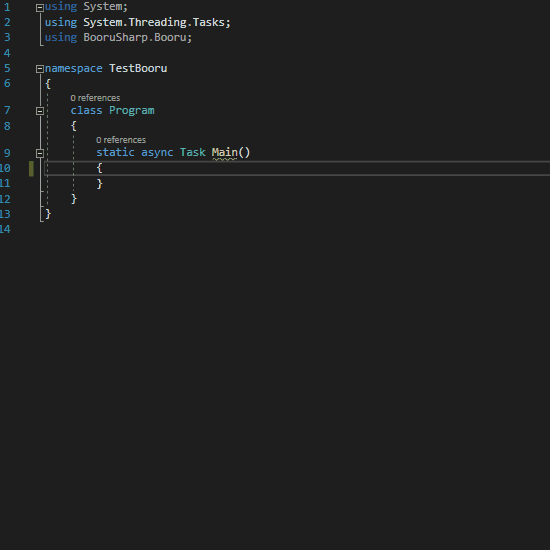 1 using System;
2 using System.Threading.Tasks;
3 using BooruSharp.Booru;
4
5 namespace TestBooru
6 {
0 references
7 class Program
8 {
0 references
9 static async Task Main()
10 {
11 }
12 }
13 }
14